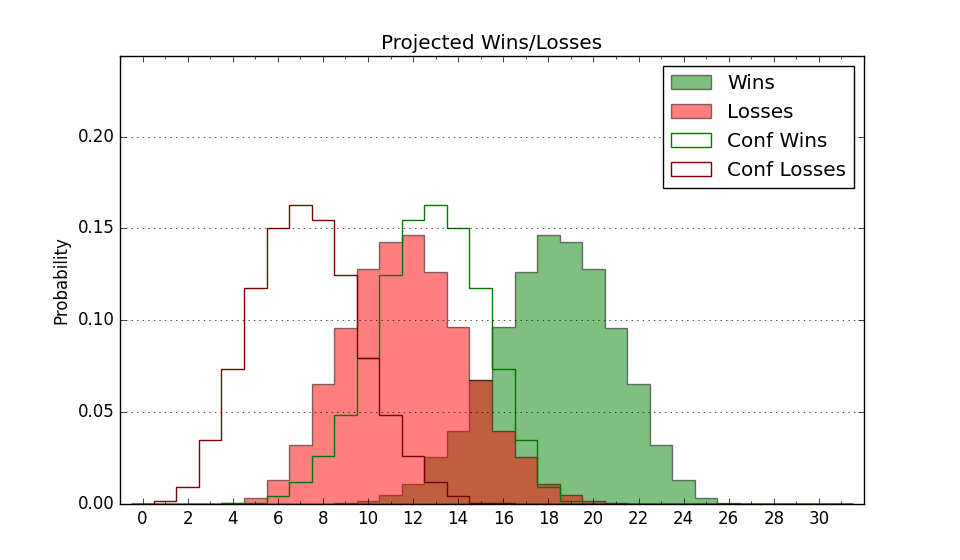 Projected Wins/Losses
Wins
Losses
Conf Wins
Conf Losses
Probability
0.20
0.15
0.10
0.05
0.00
0 2 4 6 8 10 12 14 16 18 20 22 24 26 28 30